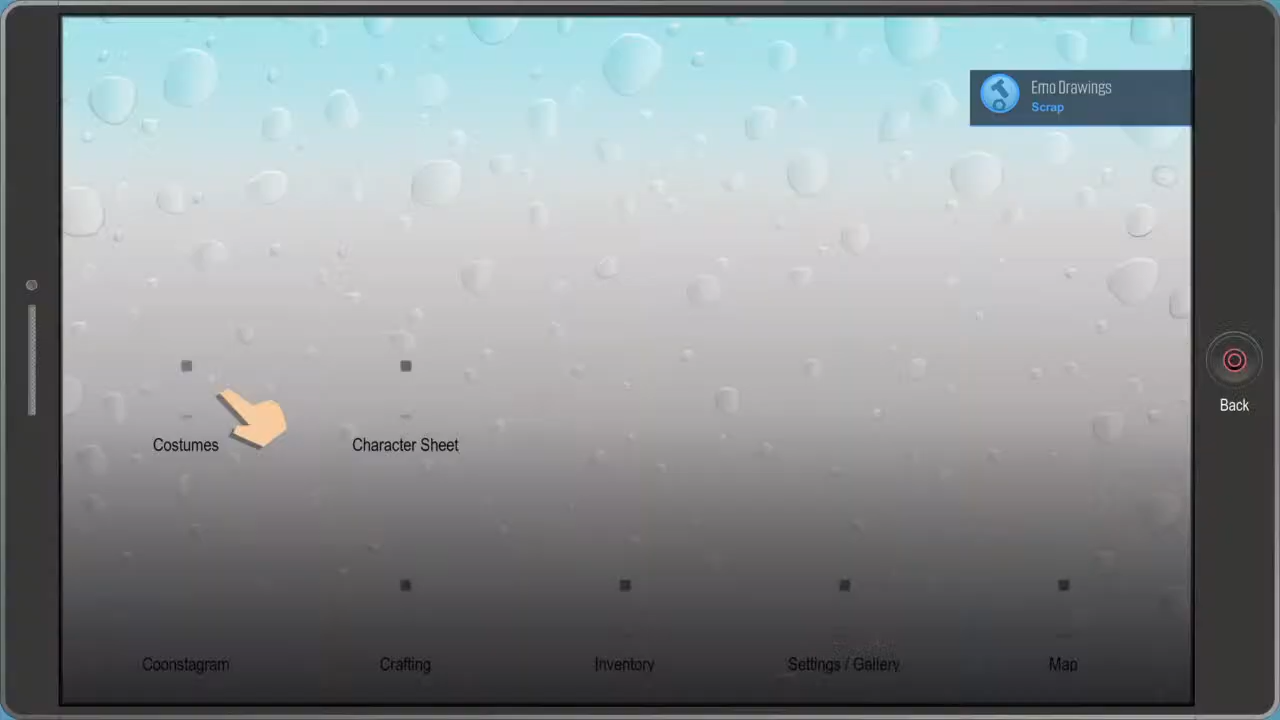 Emo Drawings
Scrap
Back
Costumes
Character Sheet
Coonstagram
Crafting
Inventory
Settings / Gallery
Map